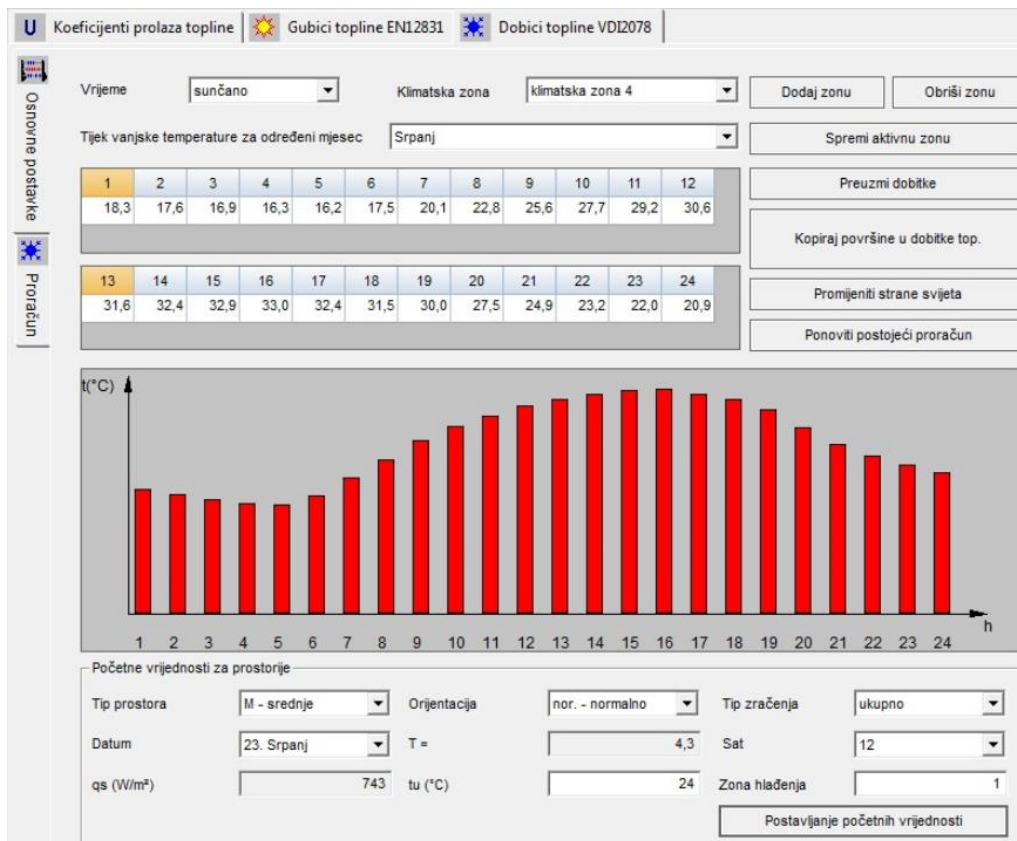 U Koeficijenti prolaza topline Gubici topline EN12831 Dobici topline VDI2078
Osnovne postavke
Proračun
Vrijeme sunčano Klimatska zona klimatska zona 4 Dodaj zonu Obriši zonu
Tijek vanjske temperature za određeni mjesec Srpanj Spremi aktivnu zonu
1 2 3 4 5 6 7 8 9 10 11 12 Preuzmi dobitke
18,3 17,6 16,9 16,3 16,2 17,5 20,1 22,8 25,6 27,7 29,2 30,6
Kopiraj površine u dobitke top.
13 14 15 16 17 18 19 20 21 22 23 24
31,6 32,4 32,9 33,0 32,4 31,5 30,0 27,5 24,9 23,2 22,0 20,9
Promijeniti strane svijeta
Ponoviti postojeći proračun
t(°C)
h
1 2 3 4 5 6 7 8 9 10 11 12 13 14 15 16 17 18 19 20 21 22 23 24
Početne vrijednosti za prostorije
Tip prostora M - srednje Orijentacija nor. - normalno Tip zračenja ukupno
Datum 23. Srpanj T = 4,3 Sat 12
qs (W/m²) 743 tu (°C) 24 Zona hlađenja 1
Postavljanje početnih vrijednosti